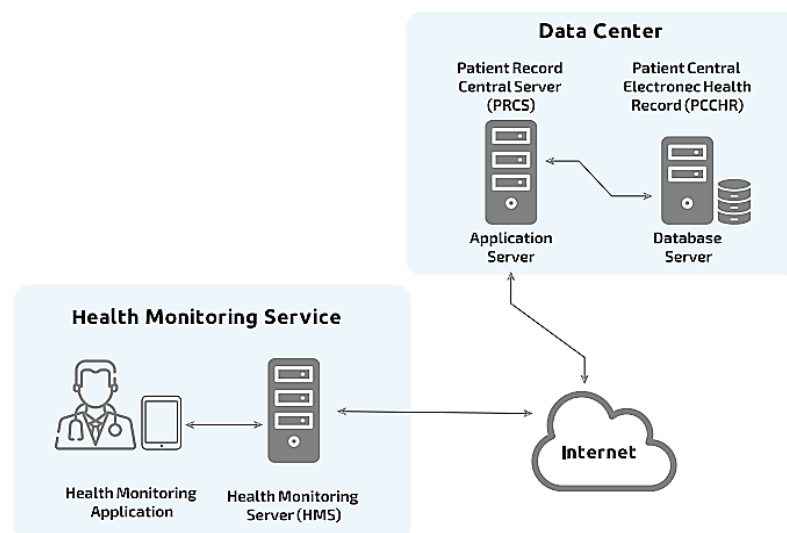 Data Center
Patient Record
Central Server
(PRCS)
Patient Central
Electronec Health
Record (PCCHR)
Application
Server
Database
Server
Health Monitoring Service
Health Monitoring
Application
Health Monitoring
Server (HMS)
Internet